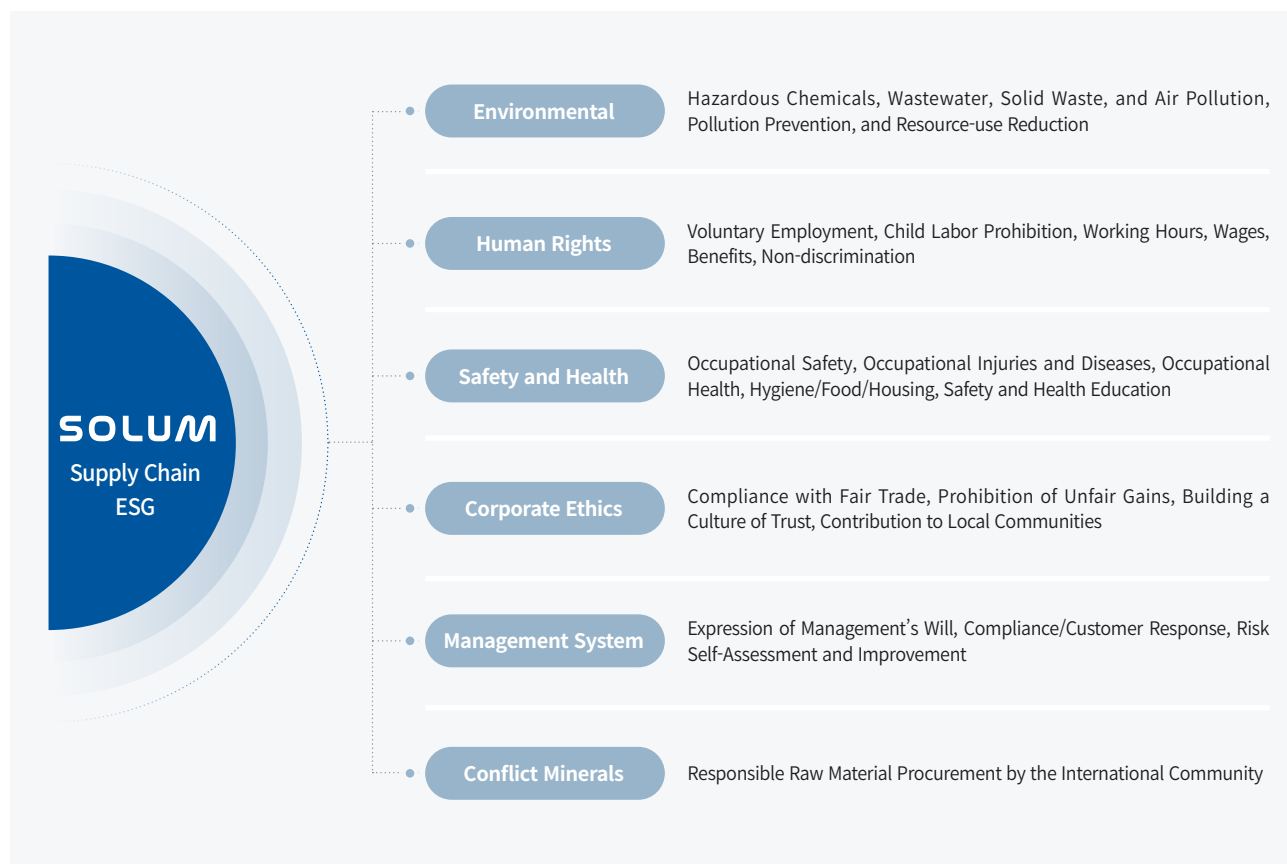 SOLUM
Supply Chain
ESG
Environmental
Hazardous Chemicals, Wastewater, Solid Waste, and Air Pollution,
Pollution Prevention, and Resource-use Reduction
Human Rights
Voluntary Employment, Child Labor Prohibition, Working Hours, Wages,
Benefits, Non-discrimination
Safety and Health
Occupational Safety, Occupational Injuries and Diseases, Occupational
Health, Hygiene/Food/Housing, Safety and Health Education
Corporate Ethics
Compliance with Fair Trade, Prohibition of Unfair Gains, Building a
Culture of Trust, Contribution to Local Communities
Management System
Expression of Management’s Will, Compliance/Customer Response, Risk
Self-Assessment and Improvement
Conflict Minerals
Responsible Raw Material Procurement by the International Community